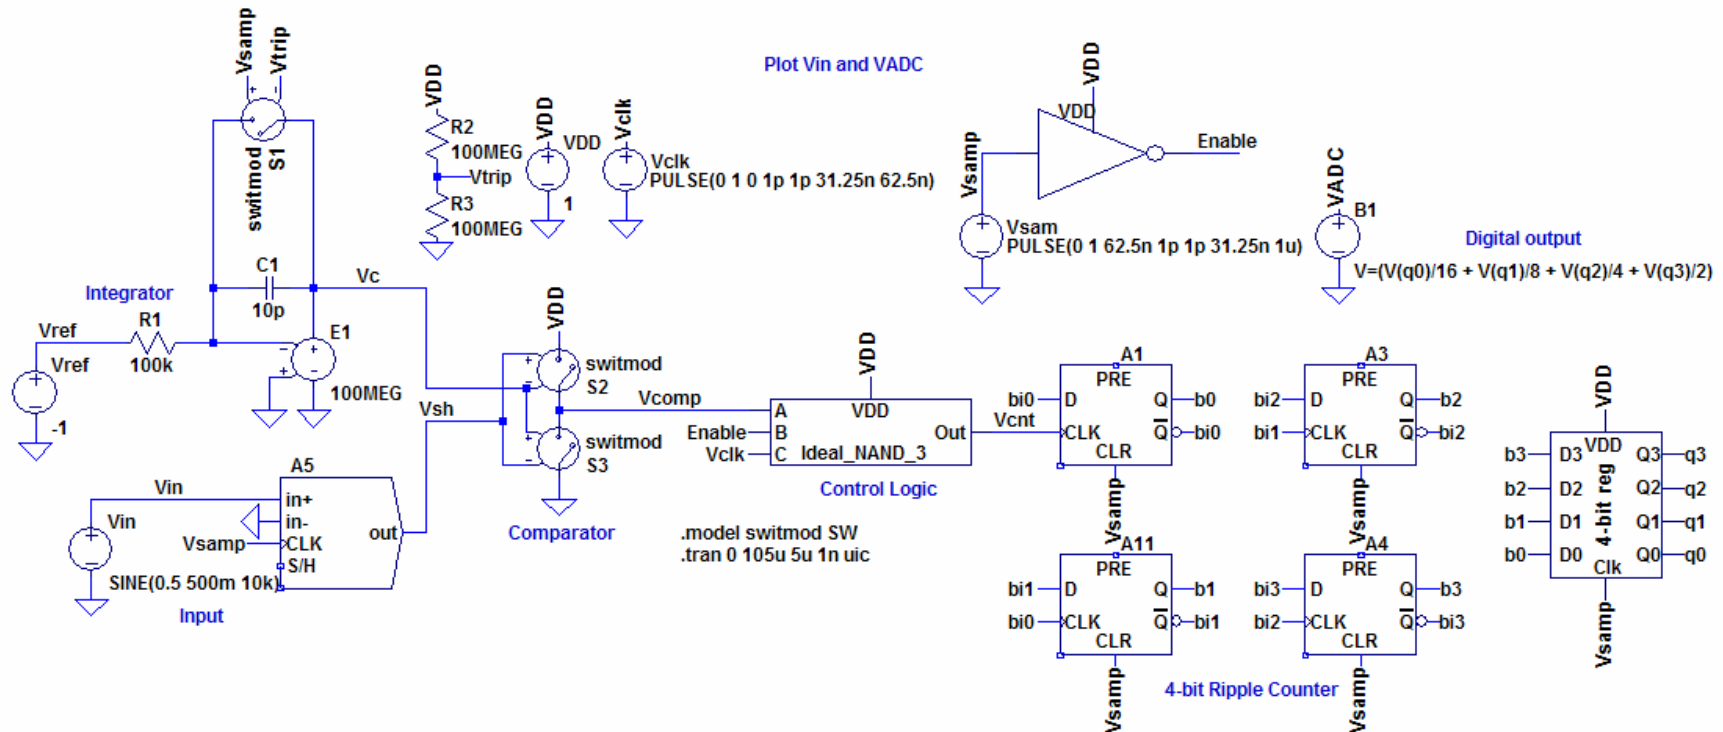 Vsamp
Vtrip
+
-
switmod
S1
C1
10p
Vc
Integrator
Vref
R1
100k
Vref
-1
E1
-
+
+
-
100MEG
VDD
R2
100MEG
Vtrip
R3
100MEG
VDD
VDD
1
Vclk
Vclk
PULSE(0 1 0 1p 1p 31.25n 62.5n)
Plot Vin and VADC
VDD
VDD
Vsamp
Enable
Vsam
PULSE(0 1 62.5n 1p 1p 31.25n 1u)
VADC
B1
Digital output
V=(V(q0)/16 + V(q1)/8 + V(q2)/4 + V(q3)/2)
Vin
Vin
SINE(0.5 500m 10k)
Input
A5
in+
in-
CLK
S/H
out
Vsamp
Vsh
VDD
switmod
S2
switmod
S3
Comparator
Vcomp
Enable
Vclk
VDD
A
B
C
VDD
Out
Ideal_NAND_3
Control Logic
.model switmod SW
.tran 0 105u 5u 1n uic
Vcnt
A1
PRE
bi0
D
Q
b0
CLK
Q
bi0
CLR
Vsamp
A3
PRE
bi2
D
Q
b2
bi1
CLK
Q
bi2
CLR
Vsamp
A11
PRE
bi1
D
Q
b1
bi0
CLK
Q
bi1
CLR
Vsamp
A4
PRE
bi3
D
Q
b3
bi2
CLK
Q
bi3
CLR
Vsamp
4-bit Ripple Counter
VDD
VDD
4-bit reg
b3
D3
Q3
q3
b2
D2
Q2
q2
b1
D1
Q1
q1
b0
D0
Q0
q0
Clk
Vsamp